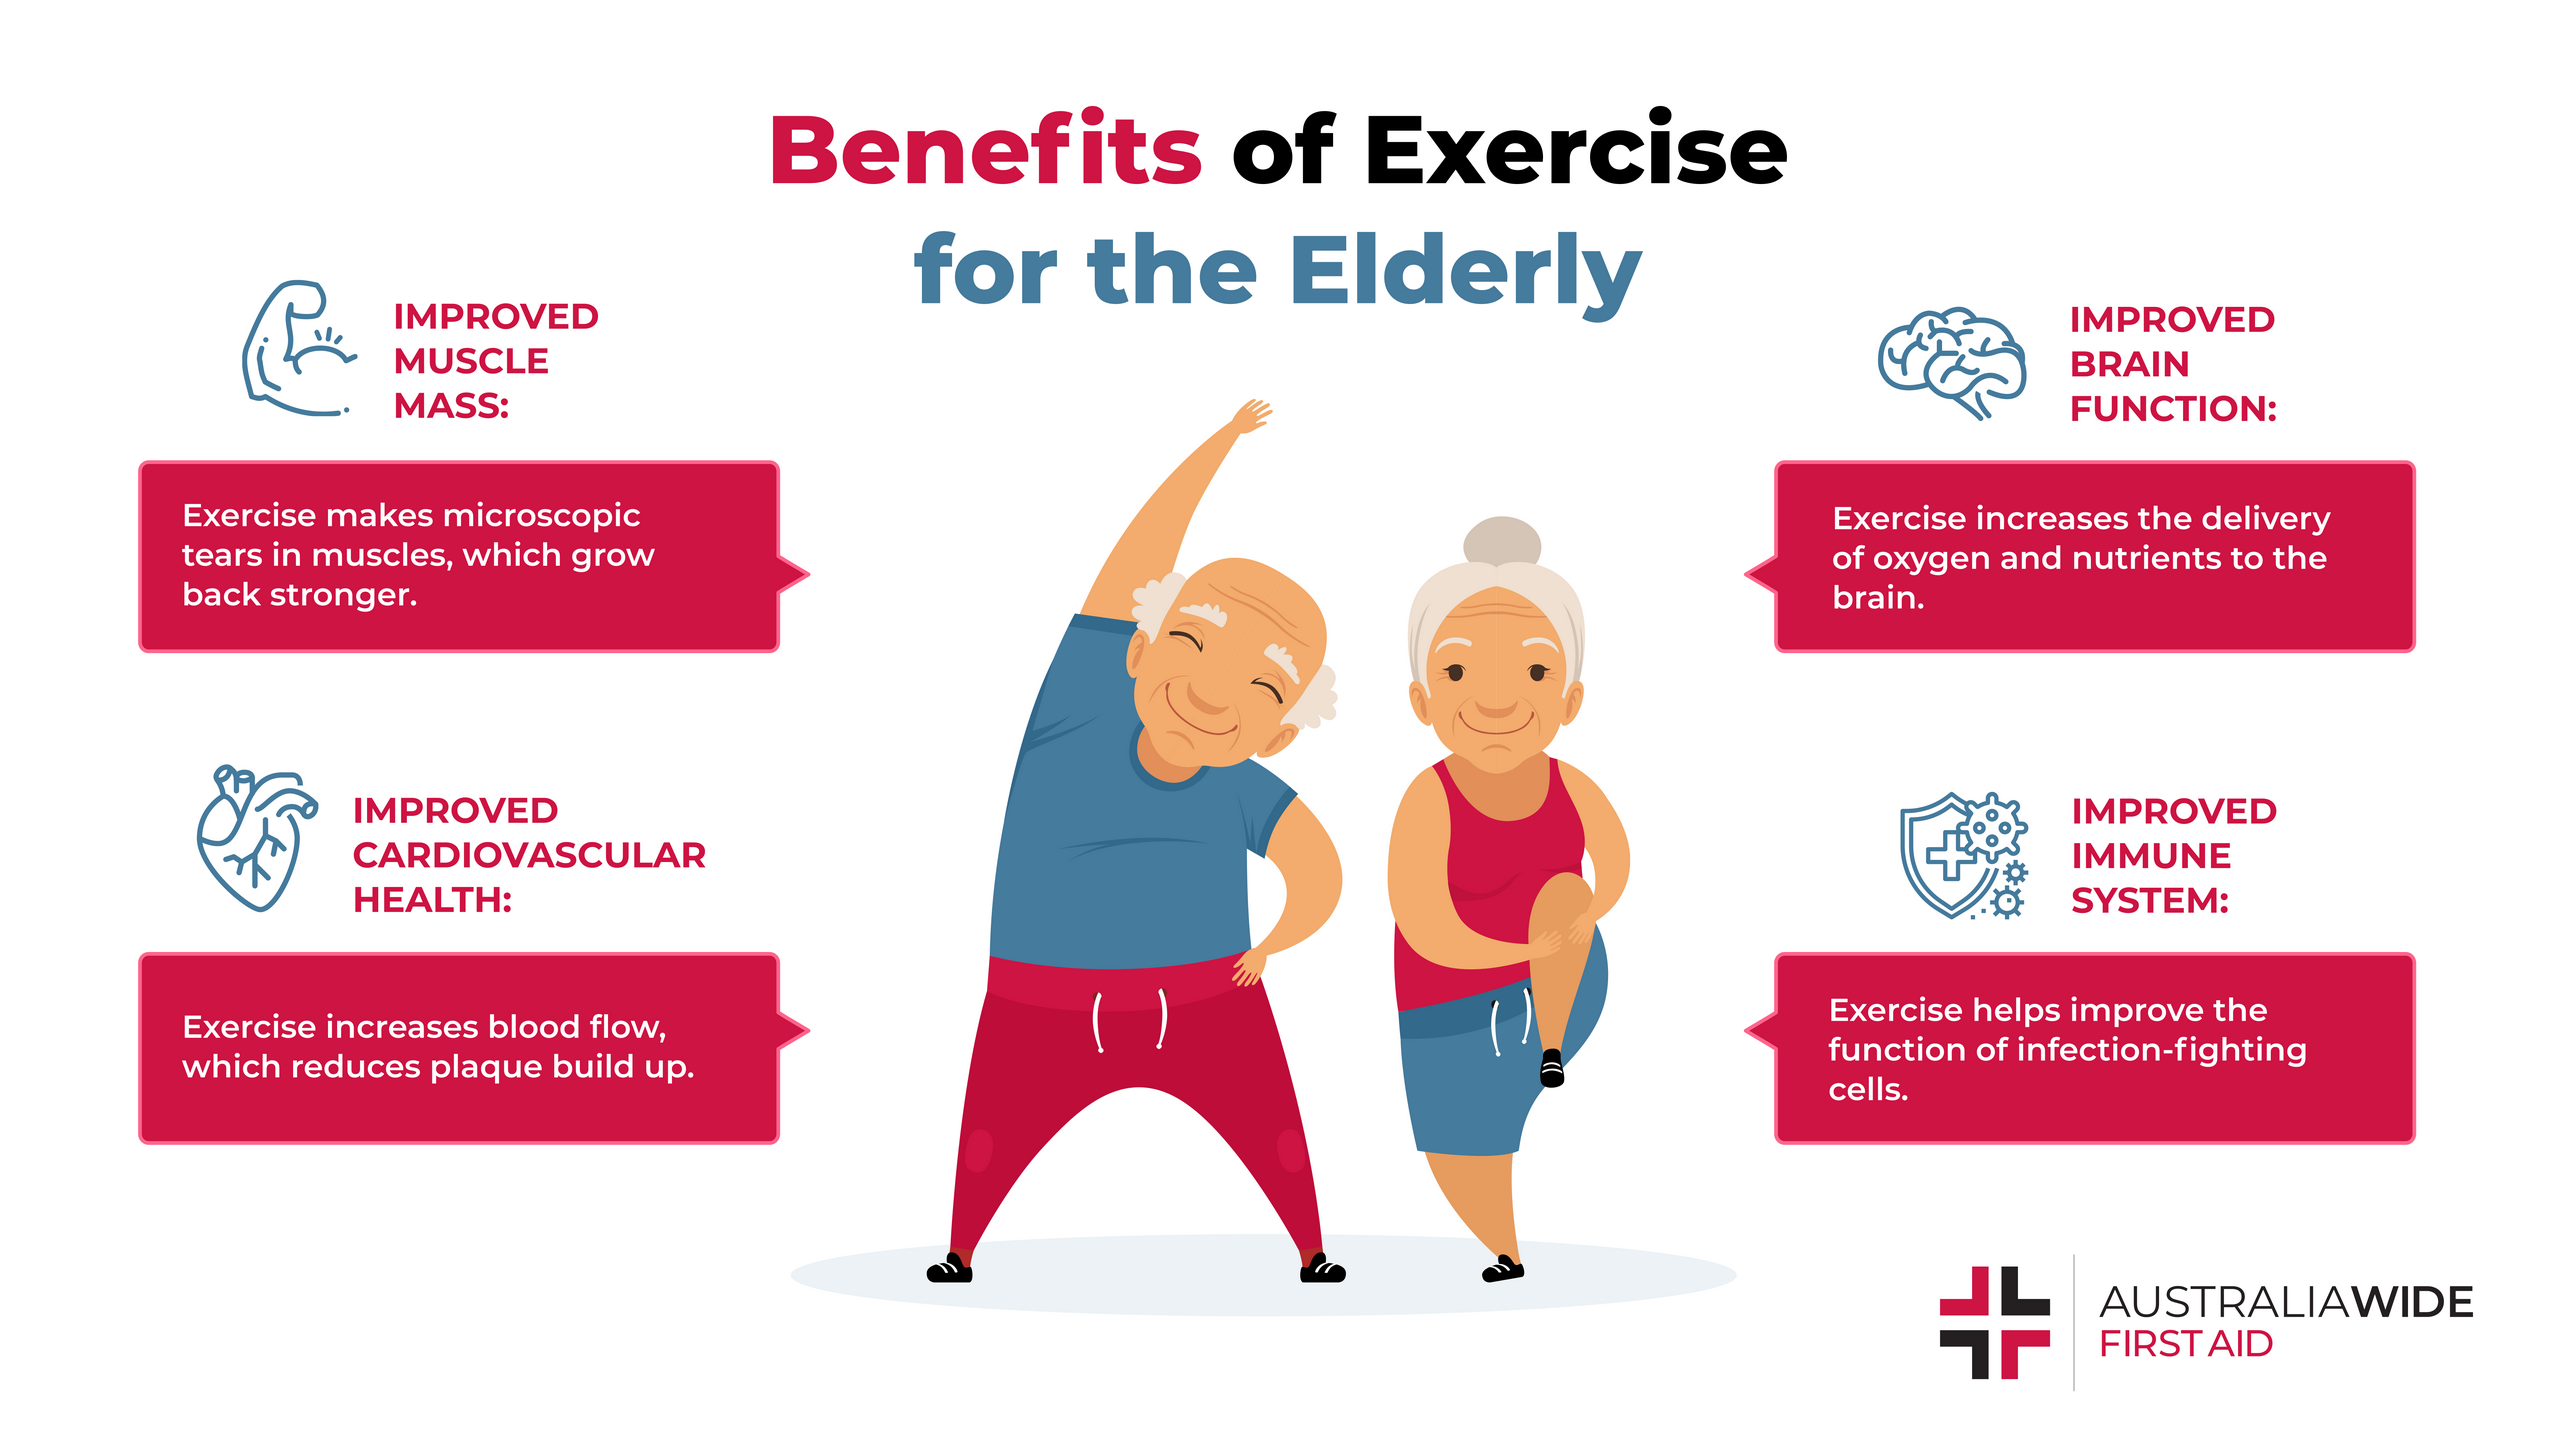 Benefits of Exercise
for the Elderly
IMPROVED
MUSCLE
MASS:
Exercise makes microscopic
tears in muscles, which grow
back stronger.
IMPROVED
CARDIOVASCULAR
HEALTH:
Exercise increases blood flow,
which reduces plaque build up.
IMPROVED
BRAIN
FUNCTION:
Exercise increases the delivery
of oxygen and nutrients to the
brain.
IMPROVED
IMMUNE
SYSTEM:
Exercise helps improve the
function of infection-fighting
cells.
AUSTRALIAWIDE
FIRST AID